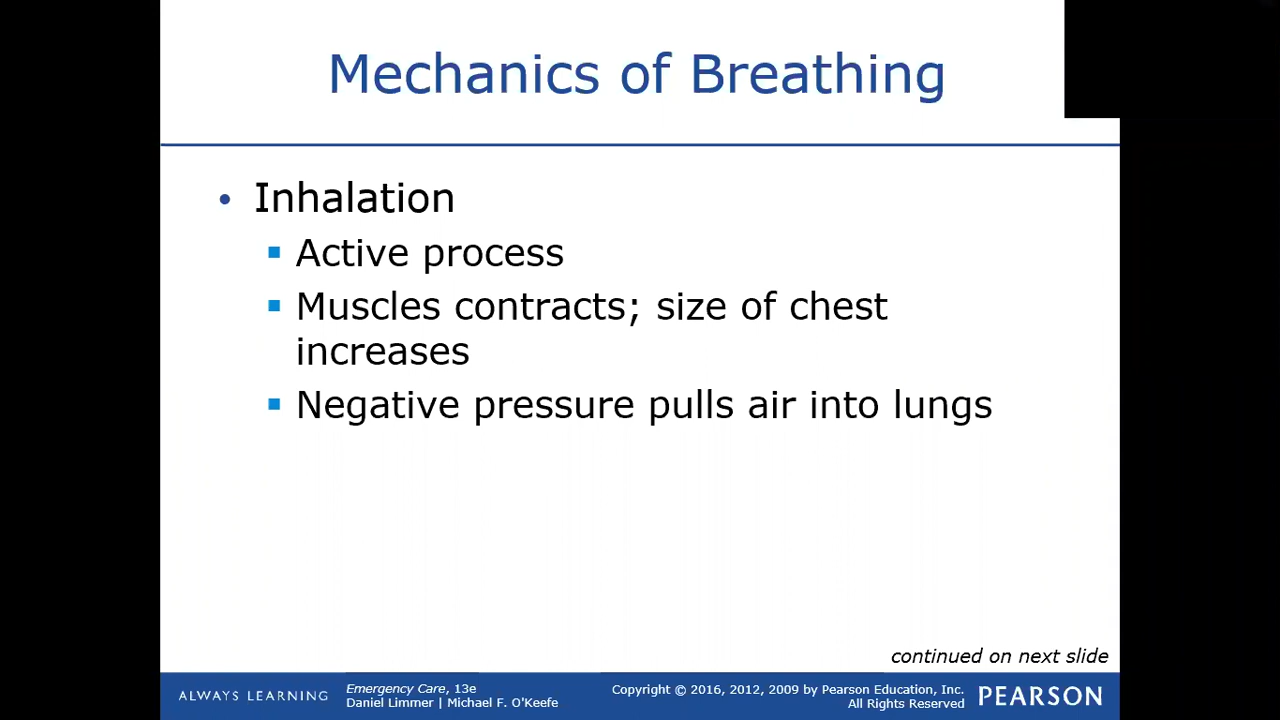 Mechanics of Breathing
• Inhalation
▪ Active process
▪ Muscles contracts; size of chest
increases
▪ Negative pressure pulls air into lungs
continued on next slide
ALWAYS LEARNING
Emergency Care, 13e
Daniel Limmer | Michael F. O'Keefe
Copyright © 2016, 2012, 2009 by Pearson Education, Inc.
All Rights Reserved
PEARSON